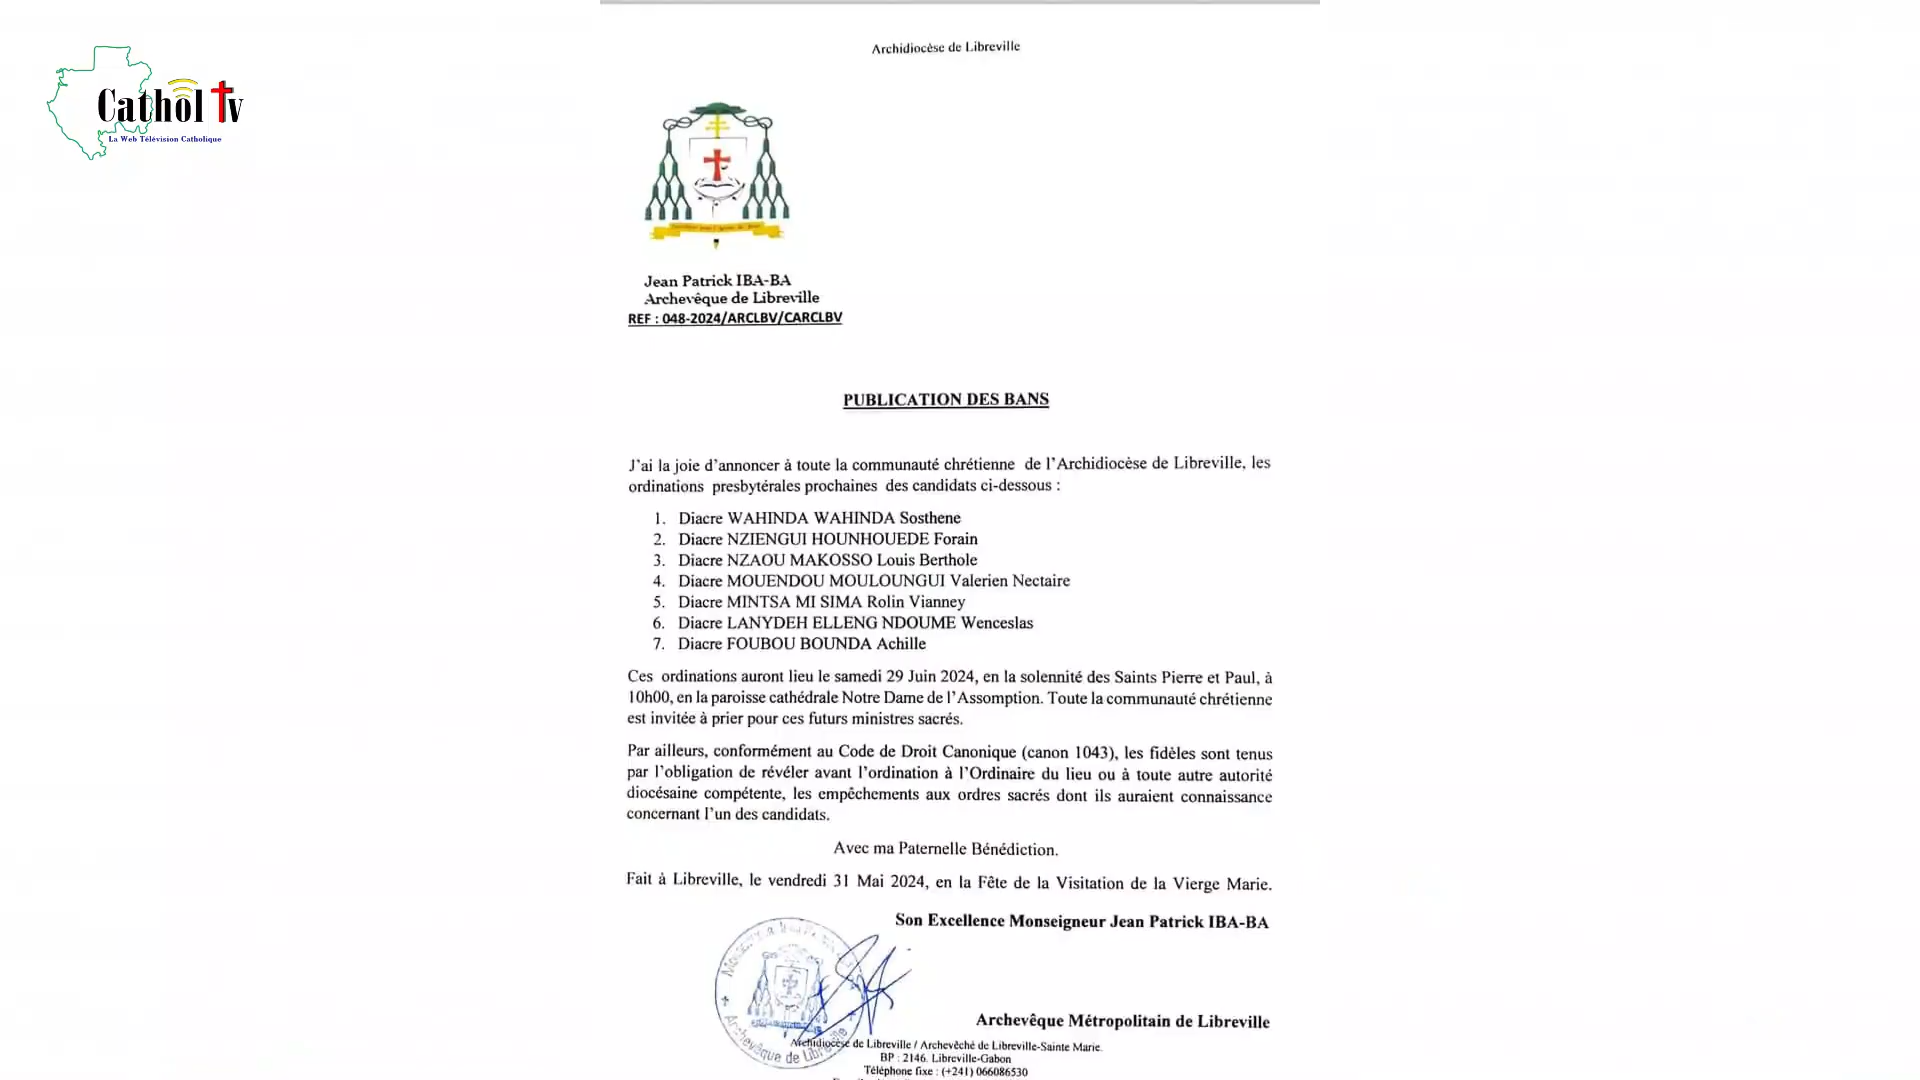 Cathol Tv
La Web Télévision Catholique
Archidiocèse de Libreville
Jean Patrick IBA-BA
Archevêque de Libreville
REF : 048-2024/ARCLBV/CARCLBV
PUBLICATION DES BANS
J'ai la joie d'annoncer à toute la communauté chrétienne de l'Archidiocèse de Libreville, les
ordinations presbytérales prochaines des candidats ci-dessous :
1. Diacre WAHINDA WAHINDA Sosthene
2. Diacre NZIENGUI HOUNHOUEDE Forain
3. Diacre NZAOU MAKOSSO Louis Berthole
4. Diacre MOUENDOU MOULOUNGUI Valerien Nectaire
5. Diacre MINTSA MI SIMA Rolin Vianney
6. Diacre LANYDEH ELLENG NDOUME Wenceslas
7. Diacre FOUBOU BOUNDA Achille
Ces ordinations auront lieu le samedi 29 Juin 2024, en la solennité des Saints Pierre et Paul, à
10h00, en la paroisse cathédrale Notre Dame de l'Assomption. Toute la communauté chrétienne
est invitée à prier pour ces futurs ministres sacrés.
Par ailleurs, conformément au Code de Droit Canonique (canon 1043), les fidèles sont tenus
par l'obligation de révéler avant l'ordination à l'Ordinaire du lieu ou à toute autre autorité
diocésaine compétente, les empêchements aux ordres sacrés dont ils auraient connaissance
concernant l'un des candidats.
Avec ma Paternelle Bénédiction.
Fait à Libreville, le vendredi 31 Mai 2024, en la Fête de la Visitation de la Vierge Marie.
Son Excellence Monseigneur Jean Patrick IBA-BA
Archevêque de
Archevêque Métropolitain de Libreville
Archidiocèse de Libreville / Archevêché de Libreville-Sainte Marie.
BP : 2146. Libreville-Gabon
Téléphone fixe : (+241) 066086530